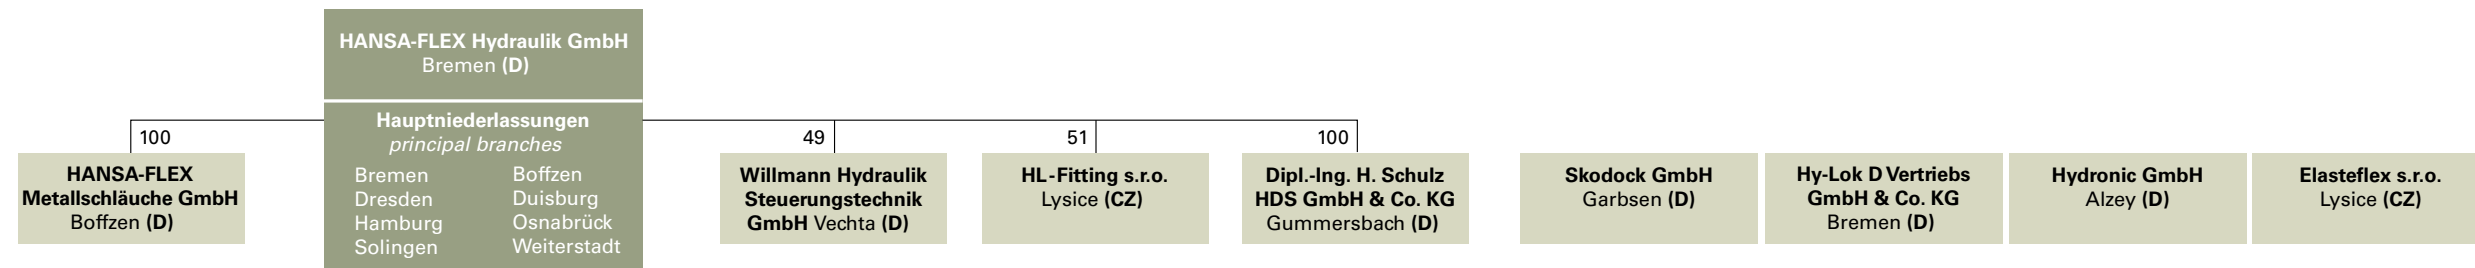 HANSA-FLEX Hydraulik GmbH
Bremen (D)
Hauptniederlassungen
principal branches
Bremen
Dresden
Hamburg
Solingen
Boffzen
Duisburg
Osnabrück
Weiterstadt
100
HANSA-FLEX
Metallschläuche GmbH
Boffzen (D)
49
Willmann Hydraulik
Steuerungstechnik
GmbH Vechta (D)
51
HL-Fitting s.r.o.
Lysice (CZ)
100
Dipl.-Ing. H. Schulz
HDS GmbH & Co. KG
Gummersbach (D)
Skodock GmbH
Garbsen (D)
Hy-Lok D Vertriebs
GmbH & Co. KG
Bremen (D)
Hydronic GmbH
Alzey (D)
Elasteflex s.r.o.
Lysice (CZ)